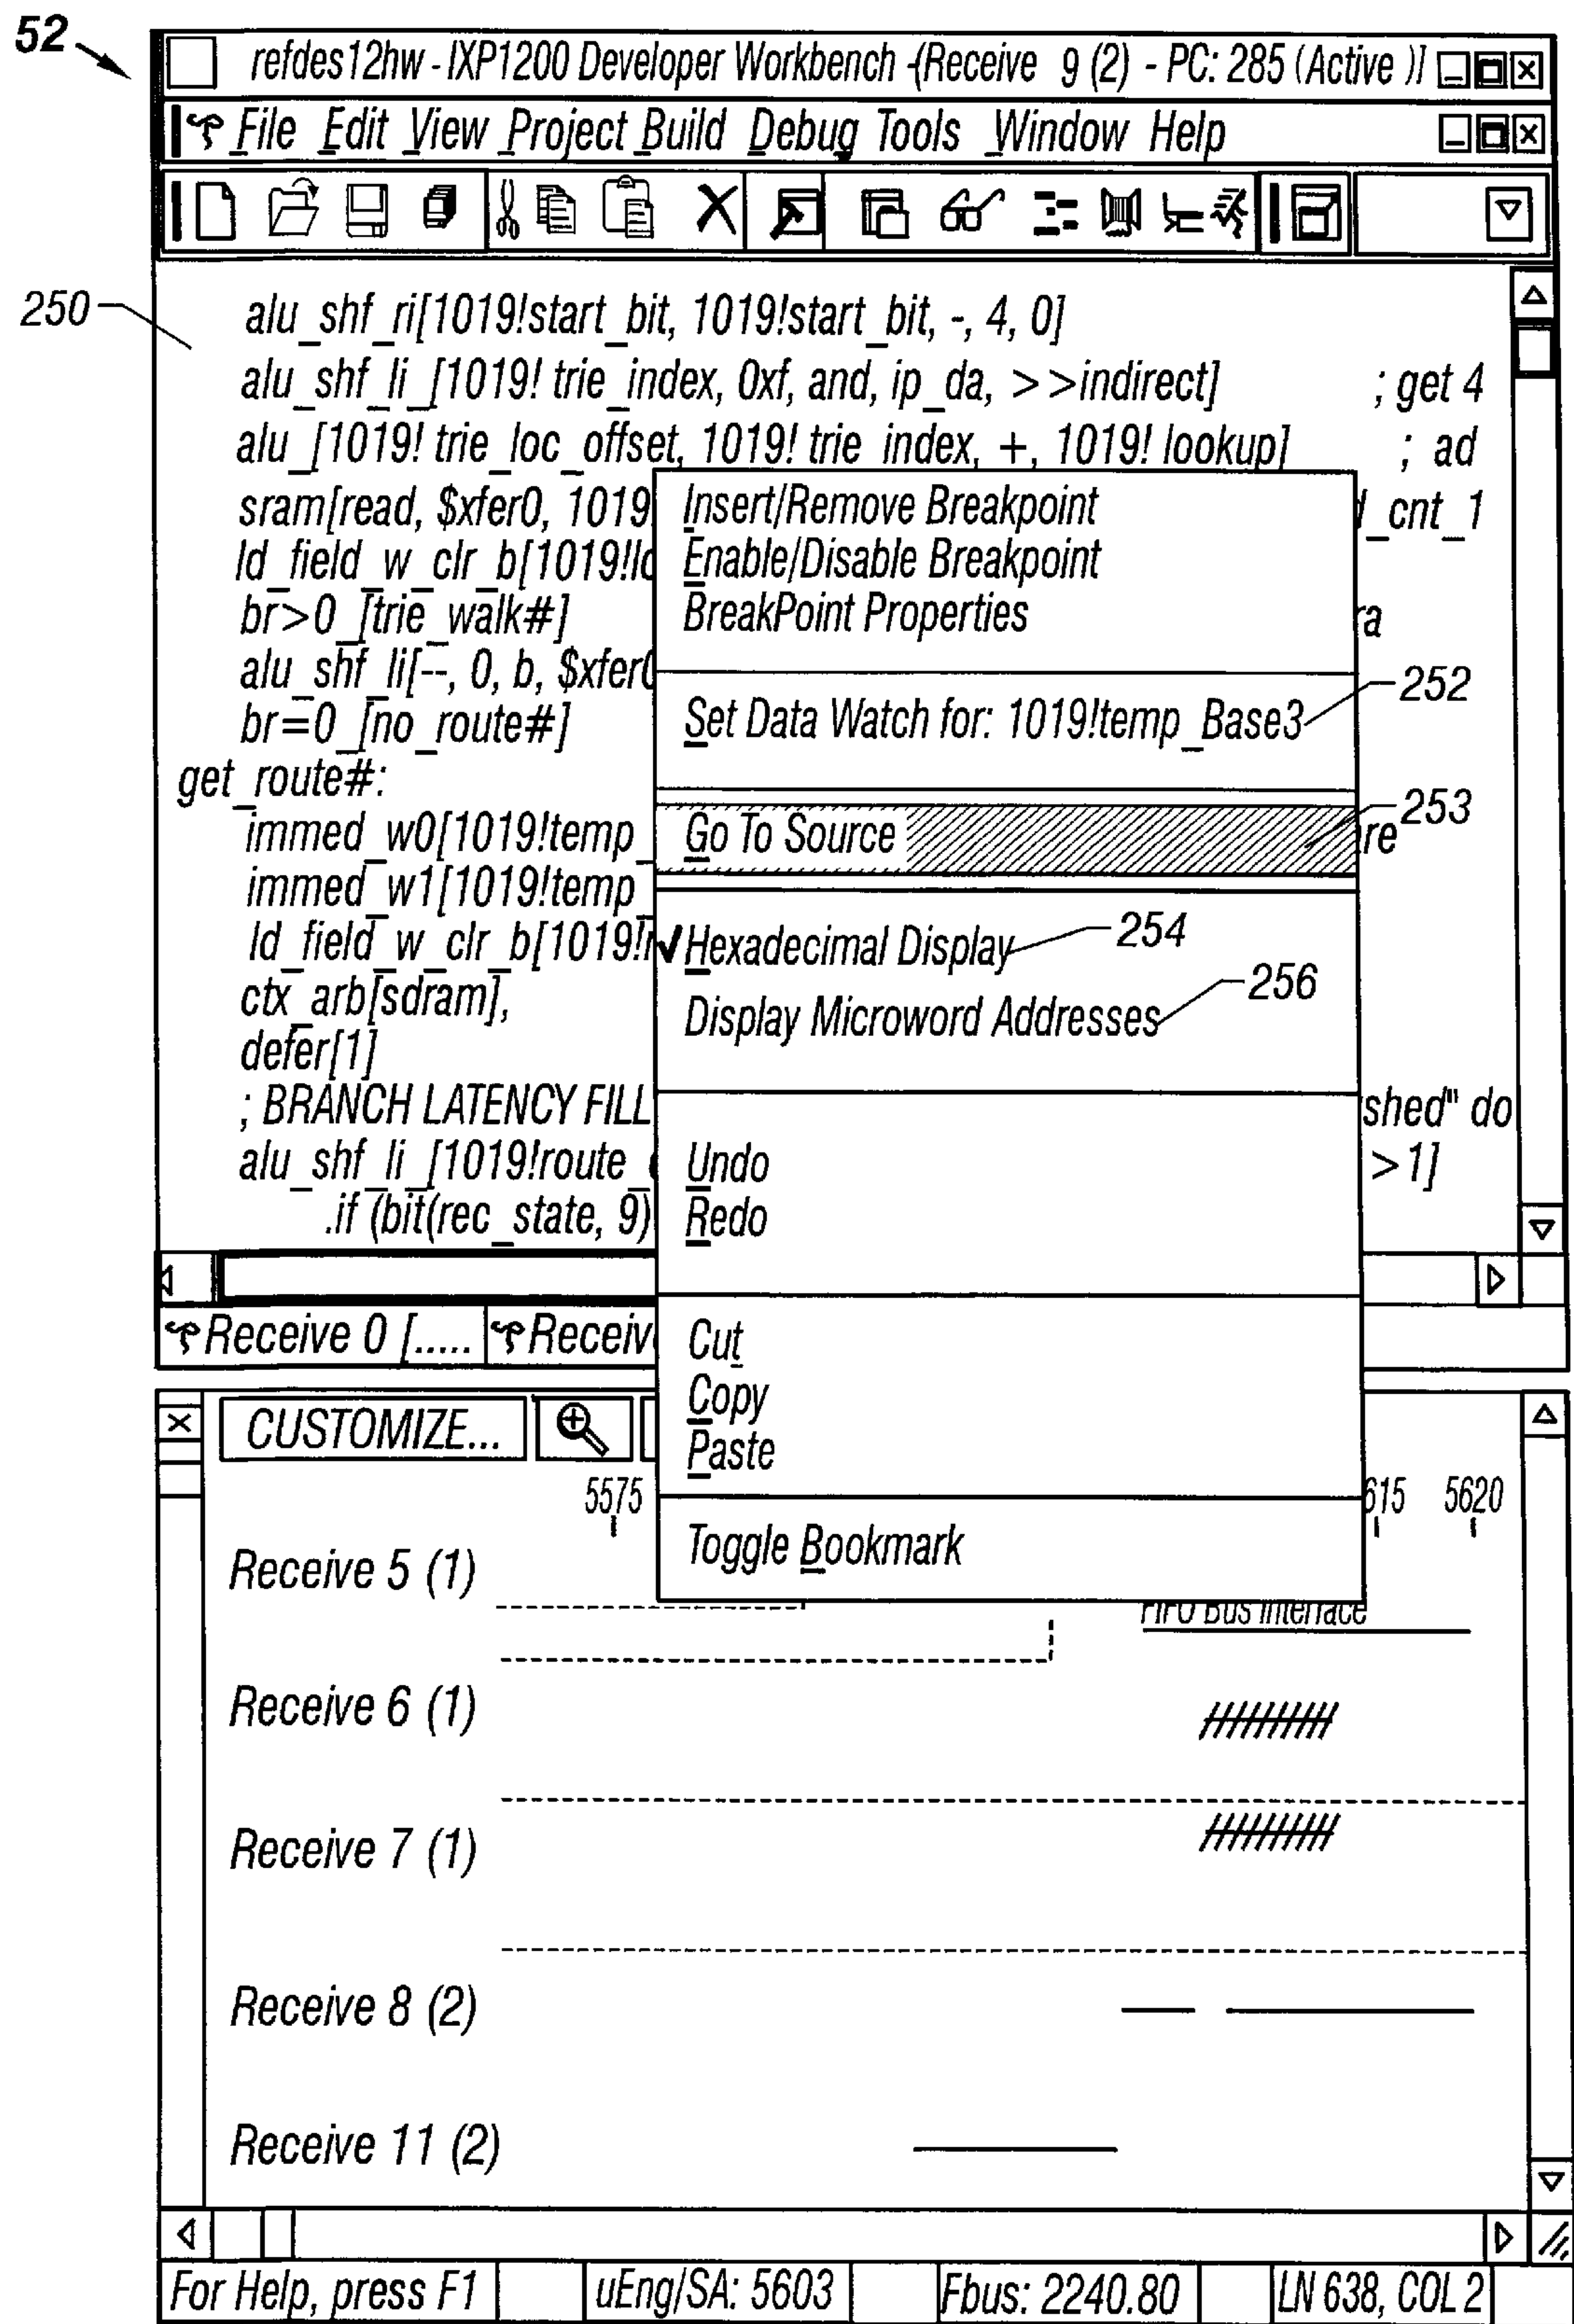 52
refdes12hw - IXP1200 Developer Workbench -[Receive 9 (2) - PC: 285 (Active )]
File Edit View Project Build Debug Tools Window Help
250
alu_shf_ri[1019!start_bit, 1019!start_bit, -, 4, 0]
alu_shf_li_[1019! trie_index, 0xf, and, ip_da, > >indirect] ; get 4
alu_[1019! trie_loc_offset, 1019! trie_index, +, 1019! lookup] ; ad
sram[read, $xfer0, 1019 _cnt_1
ld_field_w_clr_b[1019!
br>0_[trie_walk#] ra
alu_shf_li[--, 0, b, $xfer0
br=0_[no_route#]
get_route#:
immed_w0[1019!temp_ re
immed_w1[1019!temp_
ld_field_w_clr_b[1019!
ctx_arb[sdram],
defer[1]
; BRANCH LATENCY FILL shed" do
alu_shf_li_[1019!route_ >1]
.if (bit(rec_state, 9)
Insert/Remove Breakpoint
Enable/Disable Breakpoint
BreakPoint Properties
Set Data Watch for: 1019!temp_Base3
252
Go To Source
253
✓Hexadecimal Display
254
Display Microword Addresses
256
Undo
Redo
Cut
Copy
Paste
Toggle Bookmark
Receive 0 [..... Receiv
CUSTOMIZE...
5575 615 5620
Receive 5 (1)
FIFO Bus Interface
Receive 6 (1)
Receive 7 (1)
Receive 8 (2)
Receive 11 (2)
For Help, press F1 uEng/SA: 5603 Fbus: 2240.80 LN 638, COL 2